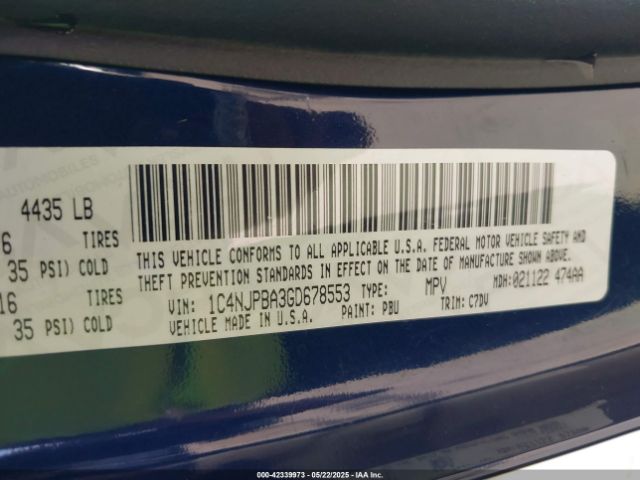 4435 LB
6 TIRES
35 PSI) COLD
16 TIRES
35 PSI) COLD
THIS VEHICLE CONFORMS TO ALL APPLICABLE U.S.A. FEDERAL MOTOR VEHICLE SAFETY AND
THEFT PREVENTION STANDARDS IN EFFECT ON THE DATE OF MANUFACTURE SHOWN ABOVE.
VIN: 1C4NJPBA3GD678553 TYPE: MPV MDH: 021122 474AA
VEHICLE MADE IN U.S.A. PAINT: PBU TRIM: C7DV
00-42339973 - 05/22/2025 - IAA Inc.